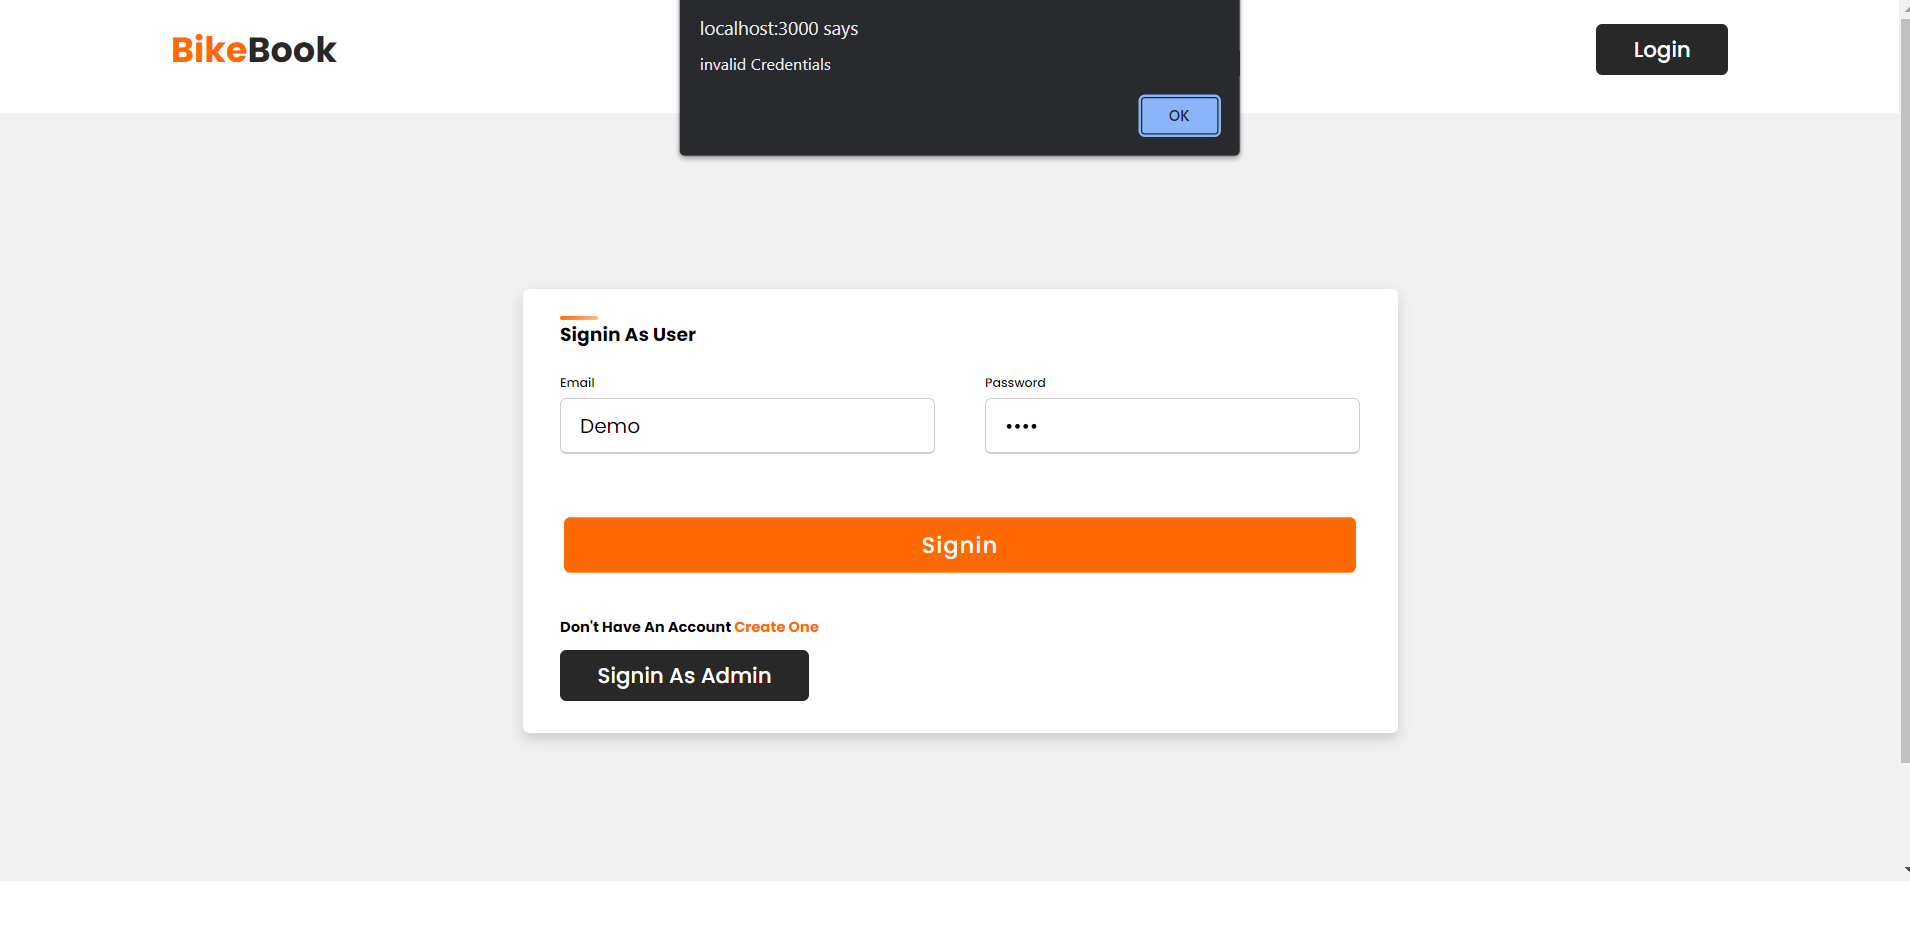 BikeBook
localhost:3000 says
invalid Credentials
OK
Login
Signin As User
Email
Password
Demo
••••
Signin
Don't Have An Account Create One
Signin As Admin